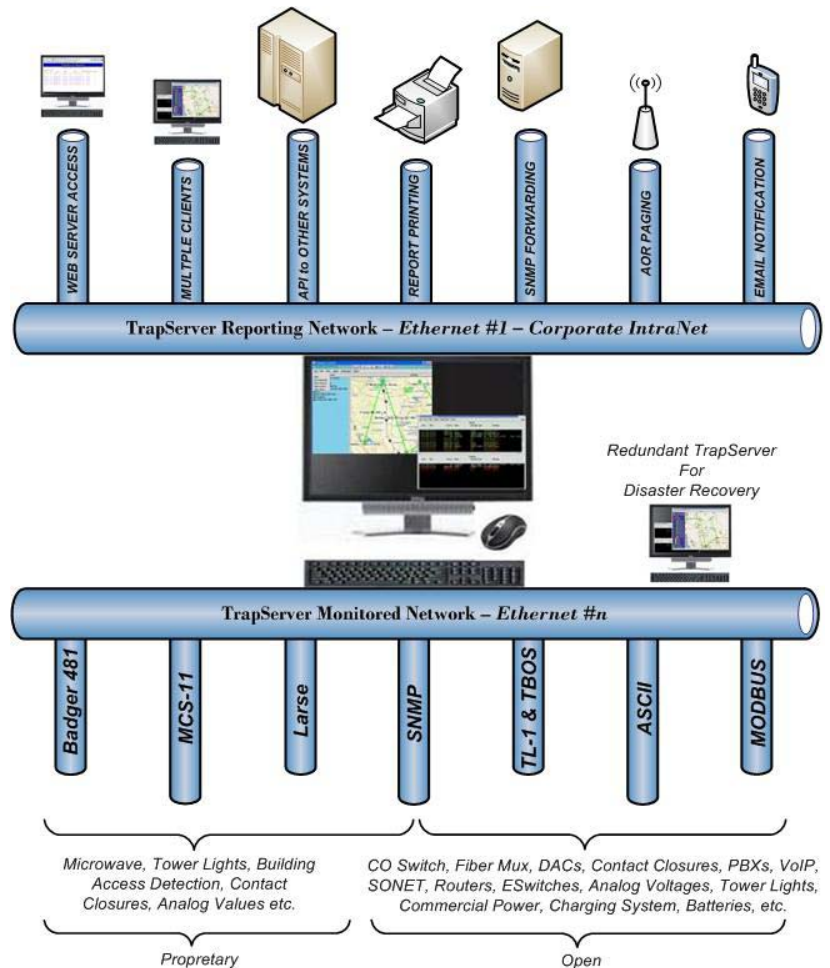 WEB SERVER ACCESS
MULTPLE CLIENTS
API to OTHER SYSTEMS
REPORT PRINTING
SNMP FORWARDING
AOR PAGING
EMAIL NOTIFICATION
TrapServer Reporting Network – Ethernet #1 – Corporate IntraNet
Redundant TrapServer
For
Disaster Recovery
TrapServer Monitored Network – Ethernet #n
Badger 481
MCS-11
Larse
SNMP
TL-1 & TBOS
ASCII
MODBUS
Microwave, Tower Lights, Building
Access Detection, Contact
Closures, Analog Values etc.
CO Switch, Fiber Mux, DACs, Contact Closures, PBXs, VoIP,
SONET, Routers, ESwitches, Analog Voltages, Tower Lights,
Commercial Power, Charging System, Batteries, etc.
Propretary
Open